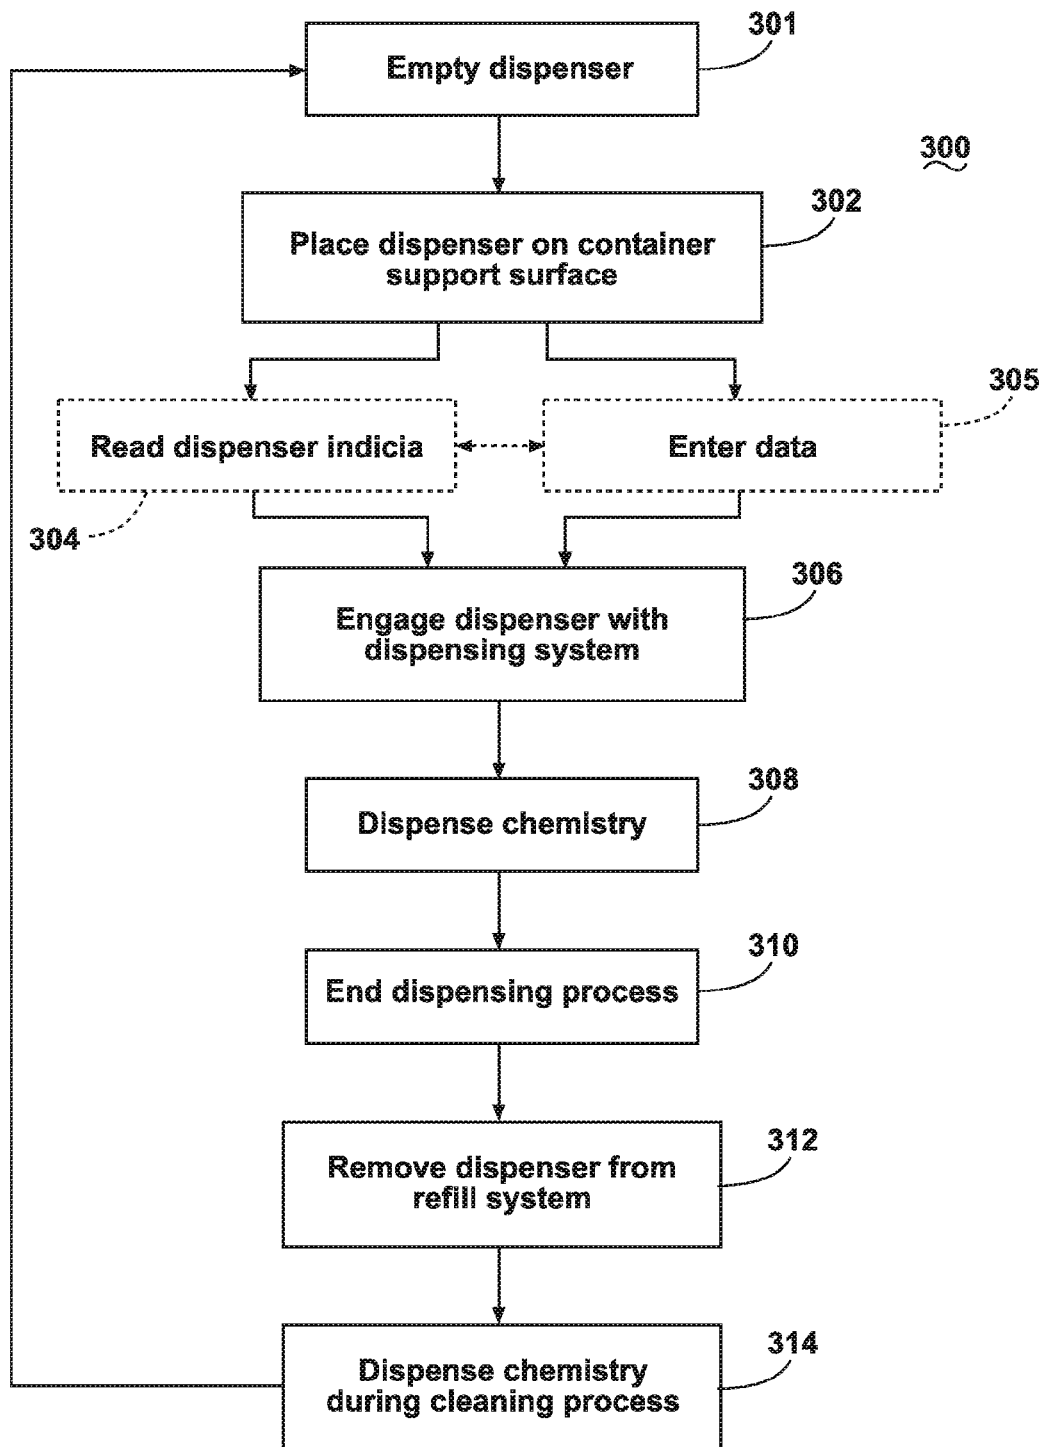 301
Empty dispenser
300
302
Place dispenser on container
support surface
305
Read dispenser indicia
Enter data
304
306
Engage dispenser with
dispensing system
308
Dispense chemistry
310
End dispensing process
312
Remove dispenser from
refill system
314
Dispense chemistry
during cleaning process